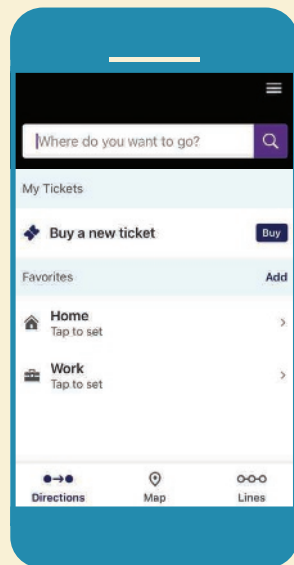 Where do you want to go?
My Tickets
Buy a new ticket Buy
Favorites Add
Home
Tap to set
Work
Tap to set
Directions Map Lines